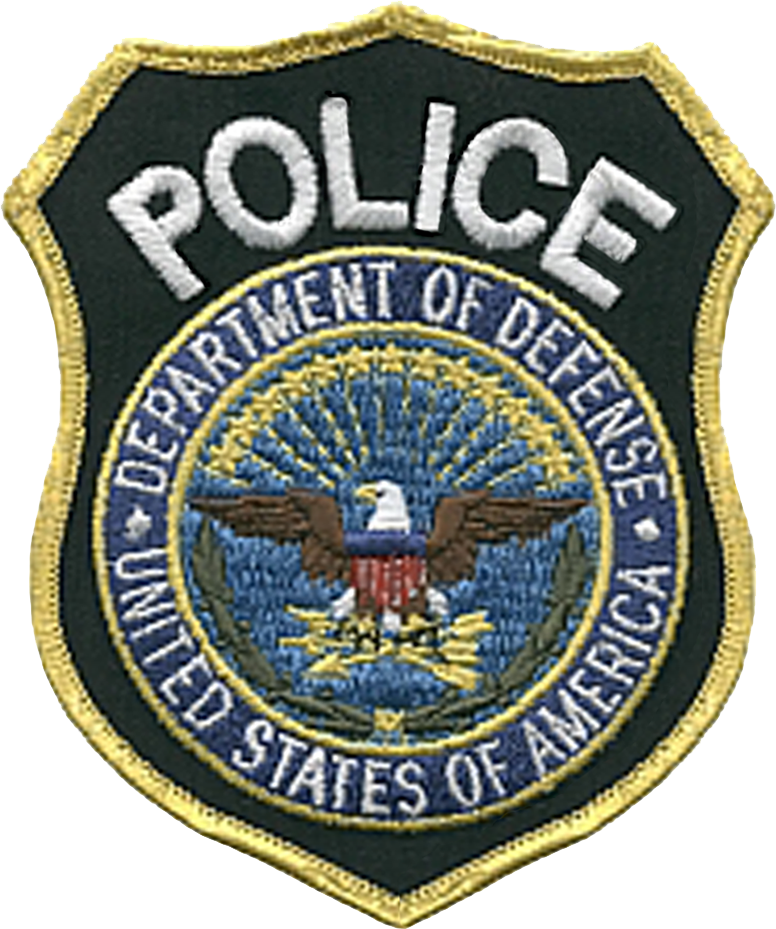 POLICE
DEPARTMENT OF DEFENSE
UNITED STATES OF AMERICA